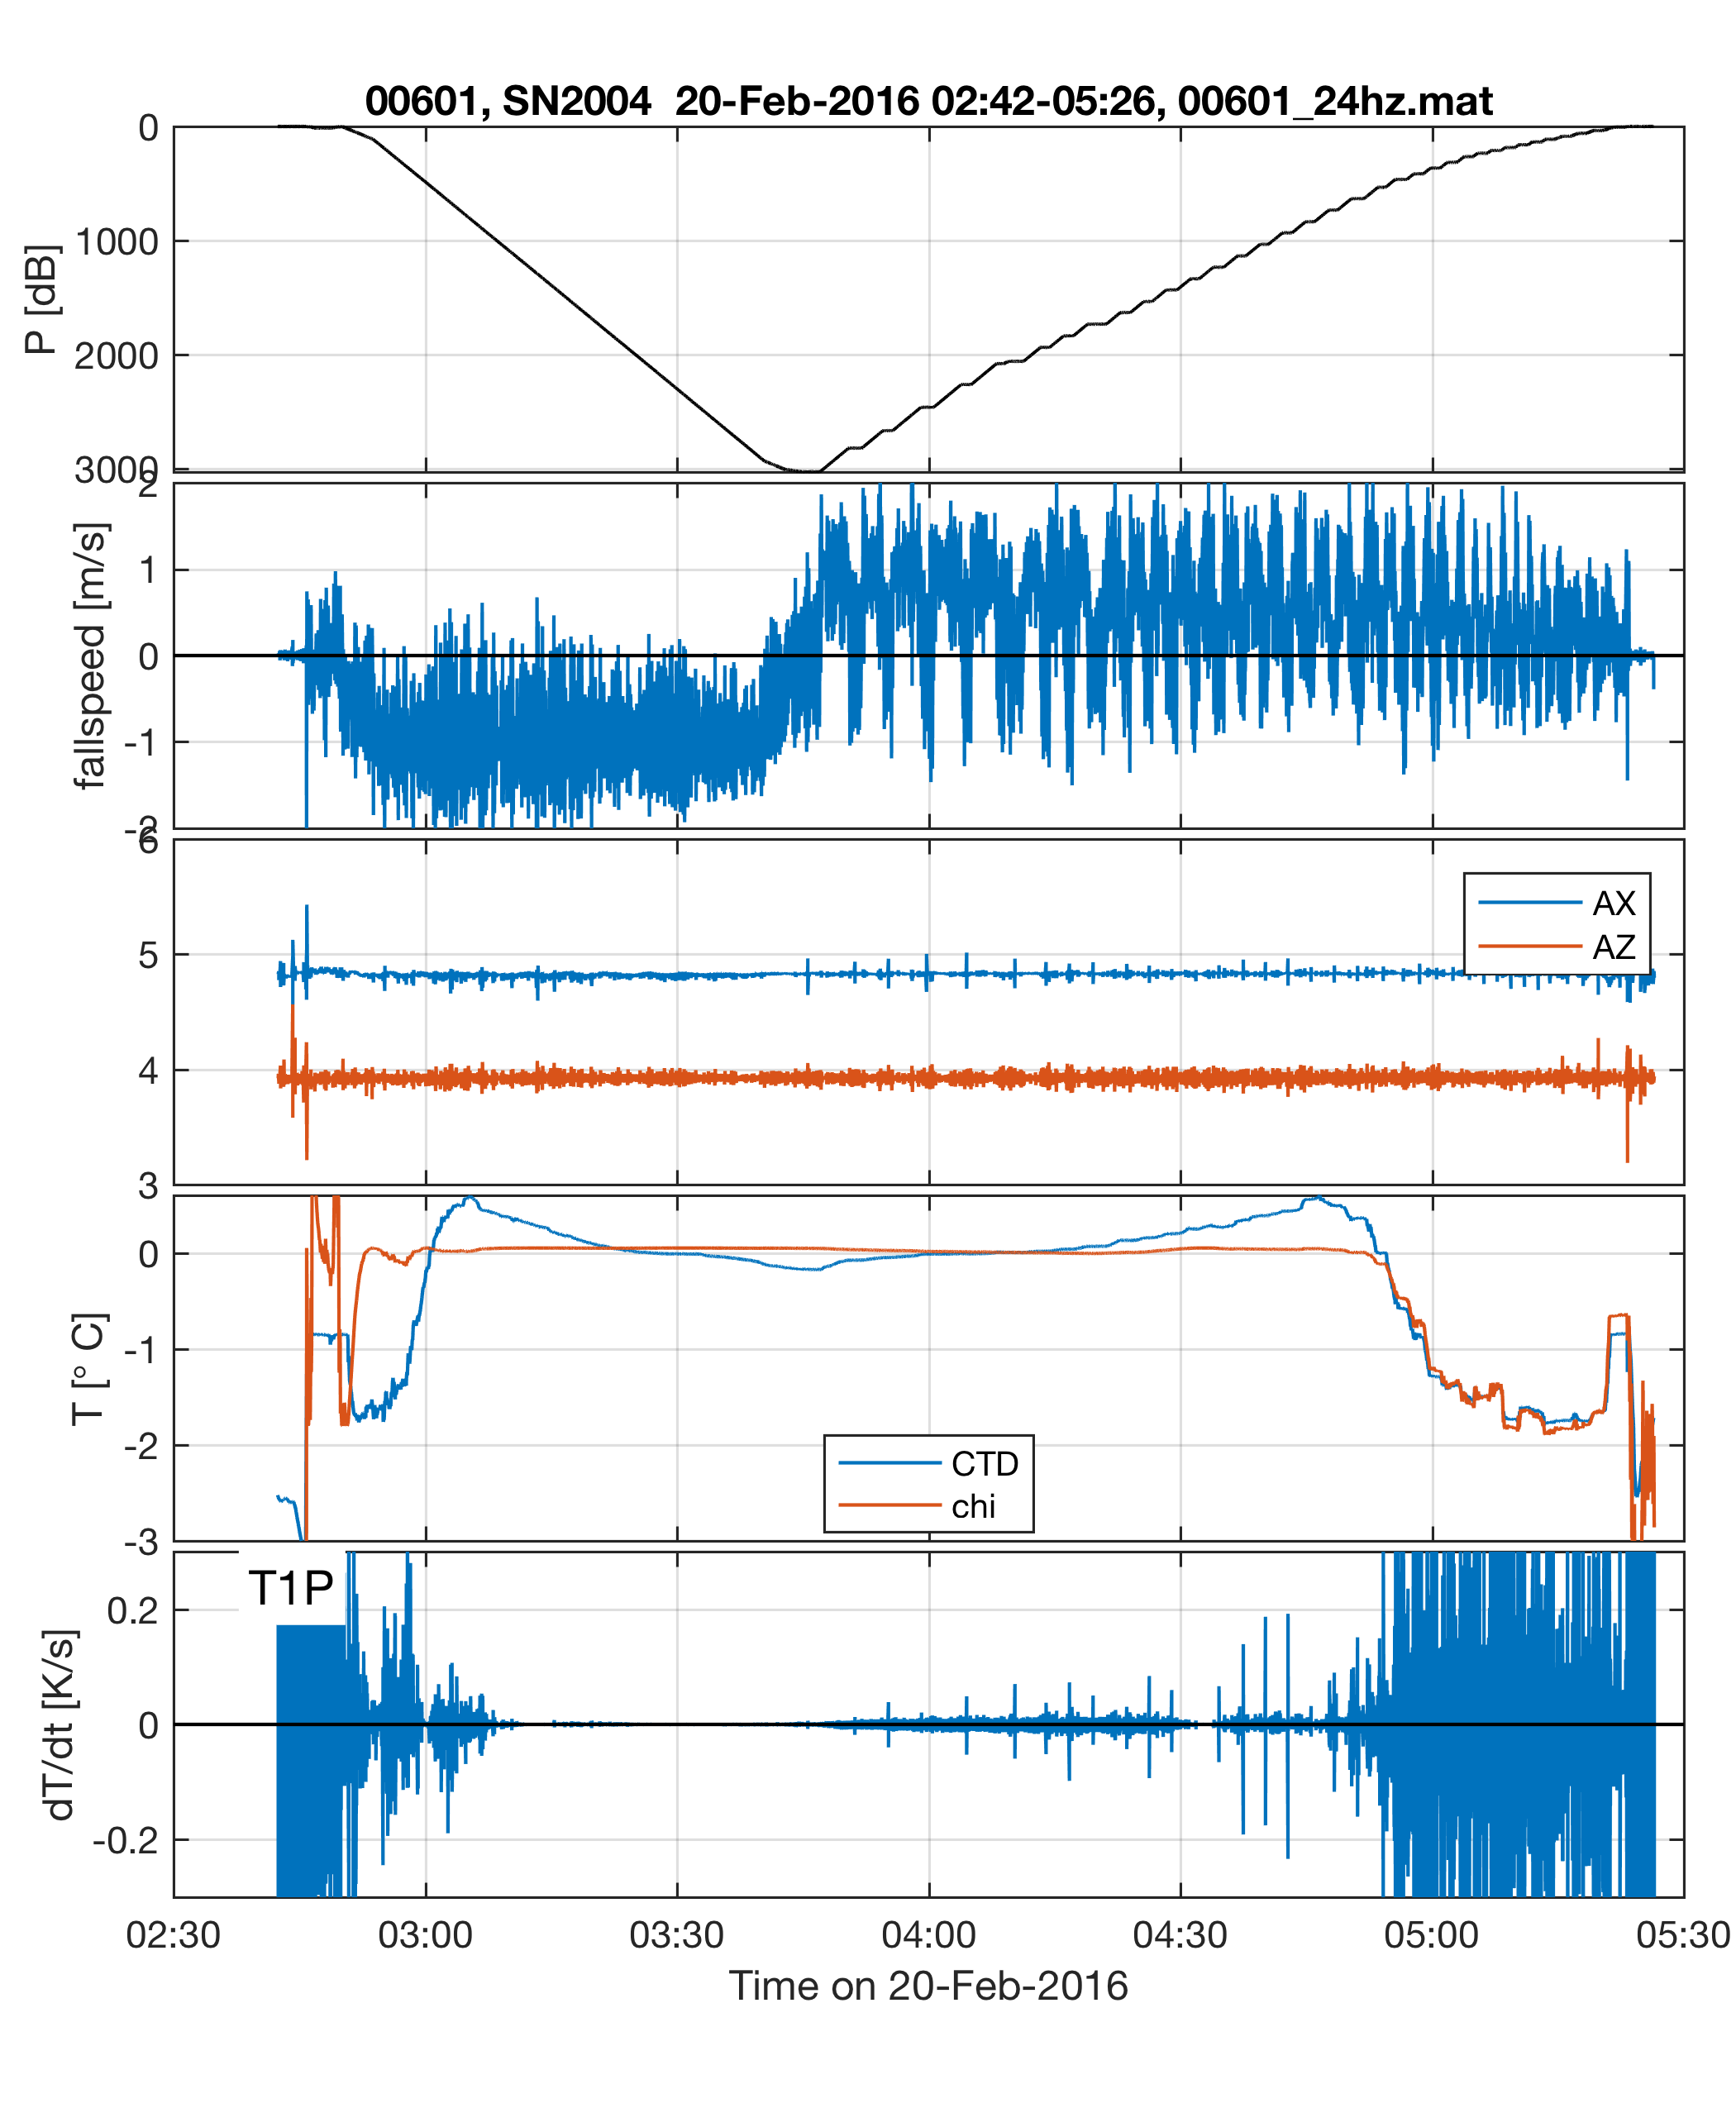 00601, SN2004  20-Feb-2016 02:42-05:26, 00601_24hz.mat
0
1000
2000
3000
P [dB]
2
1
0
-1
-2
fallspeed [m/s]
6
5
4
3
AX
AZ
3
0
-1
-2
-3
T [° C]
CTD
chi
T1P
0.2
0
-0.2
dT/dt [K/s]
02:30 03:00 03:30 04:00 04:30 05:00 05:30
Time on 20-Feb-2016